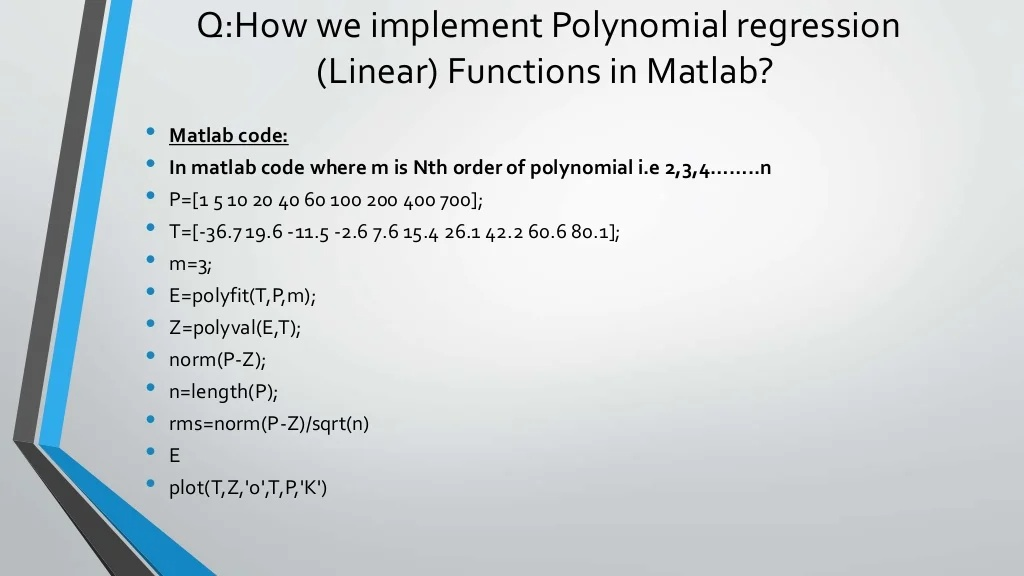 Q:How we implement Polynomial regression
(Linear) Functions in Matlab?
• Matlab code:
• In matlab code where m is Nth order of polynomial i.e 2,3,4........n
• P=[1 5 10 20 40 60 100 200 400 700];
• T=[-36.7 19.6 -11.5 -2.6 7.6 15.4 26.1 42.2 60.6 80.1];
• m=3;
• E=polyfit(T,P,m);
• Z=polyval(E,T);
• norm(P-Z);
• n=length(P);
• rms=norm(P-Z)/sqrt(n)
• E
• plot(T,Z,'o',T,P,'K')